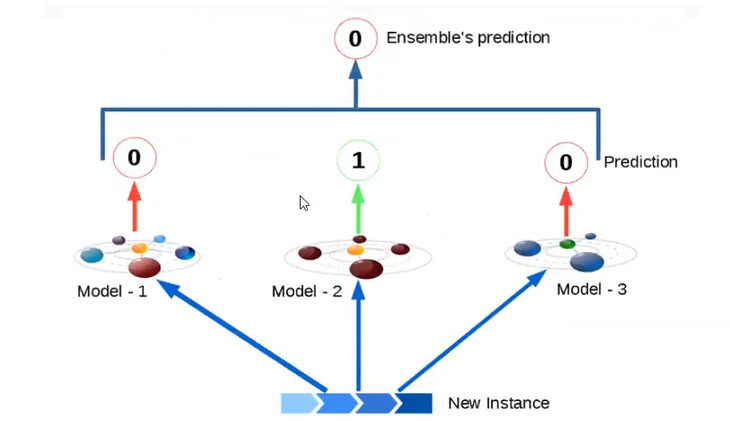 0 Ensemble's prediction
0 1 0 Prediction
Model - 1 Model - 2 Model - 3
New Instance